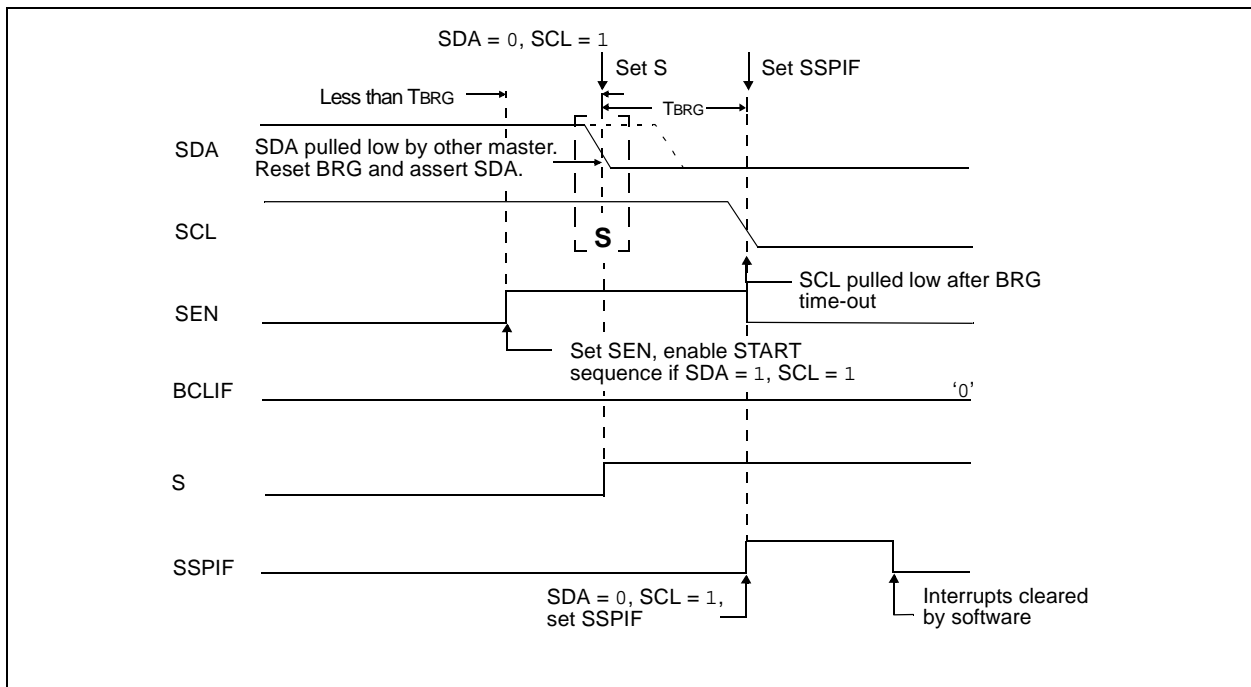 SDA = 0, SCL = 1
Set S
Set SSPIF
Less than TBRG
TBRG
SDA
SDA pulled low by other master.
Reset BRG and assert SDA.
SCL
S
SCL pulled low after BRG
time-out
SEN
Set SEN, enable START
sequence if SDA = 1, SCL = 1
BCLIF
‘0’
S
SSPIF
SDA = 0, SCL = 1,
set SSPIF
Interrupts cleared
by software